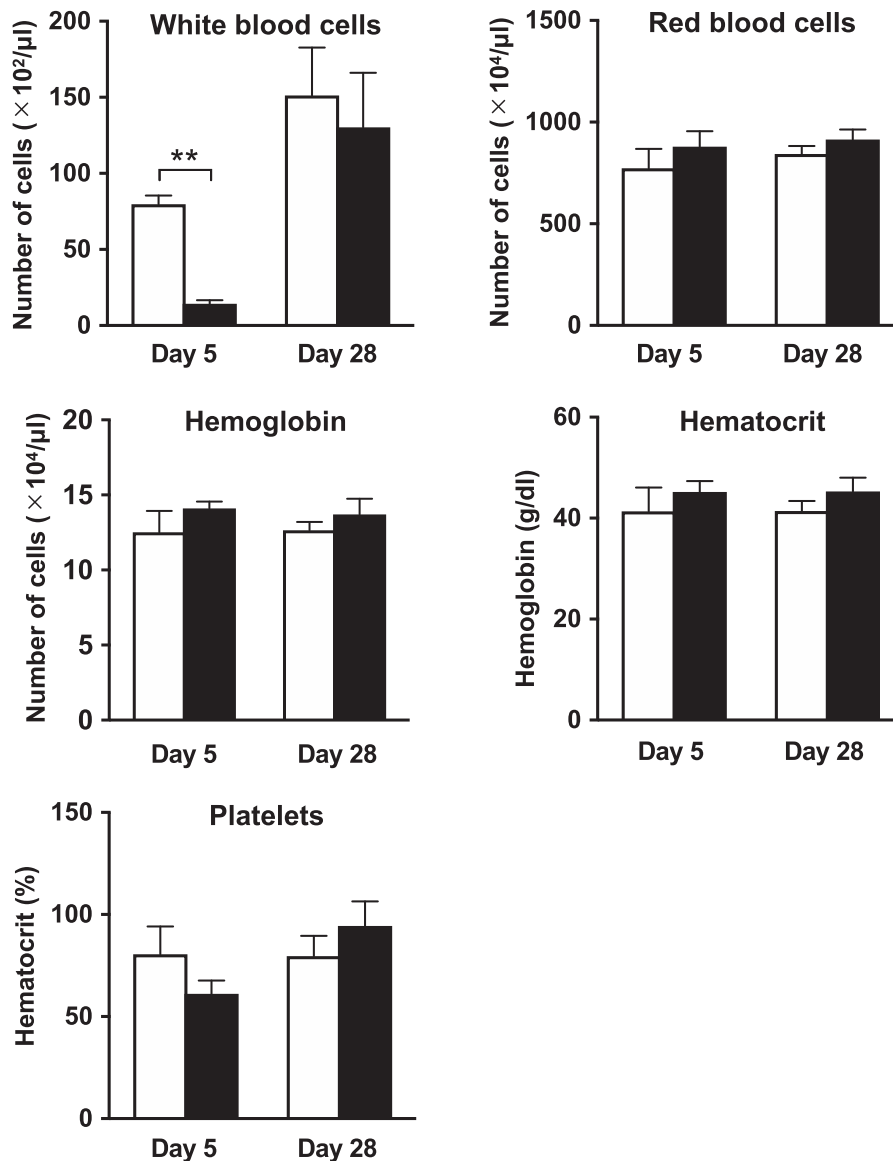 White blood cells
Number of cells (×10²/µl)
200
150
100
50
0
**
Day 5
Day 28
Red blood cells
Number of cells (×10⁴/µl)
1500
1000
500
0
Day 5
Day 28
Hemoglobin
Number of cells (×10⁴/µl)
20
15
10
5
0
Day 5
Day 28
Hematocrit
Hemoglobin (g/dl)
60
40
20
0
Day 5
Day 28
Platelets
Hematocrit (%)
150
100
50
0
Day 5
Day 28